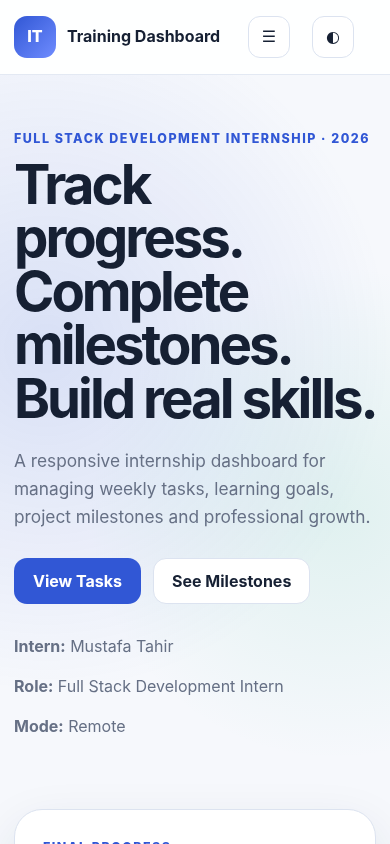 IT
Training Dashboard
☰
◐
FULL STACK DEVELOPMENT INTERNSHIP · 2026
Track
progress.
Complete
milestones.
Build real skills.
A responsive internship dashboard for
managing weekly tasks, learning goals,
project milestones and professional growth.
View Tasks
See Milestones
Intern: Mustafa Tahir
Role: Full Stack Development Intern
Mode: Remote
FINAL PROGRESS